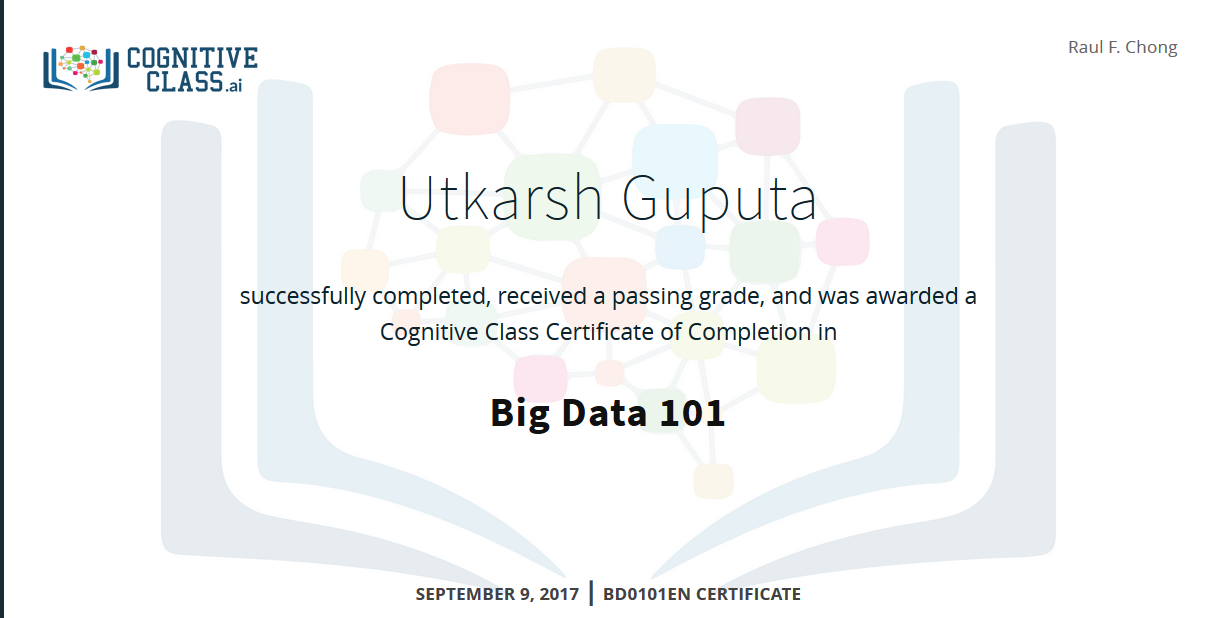 COGNITIVE
CLASS.ai
Raul F. Chong
Utkarsh Guputa
successfully completed, received a passing grade, and was awarded a
Cognitive Class Certificate of Completion in
Big Data 101
SEPTEMBER 9, 2017 | BD0101EN CERTIFICATE